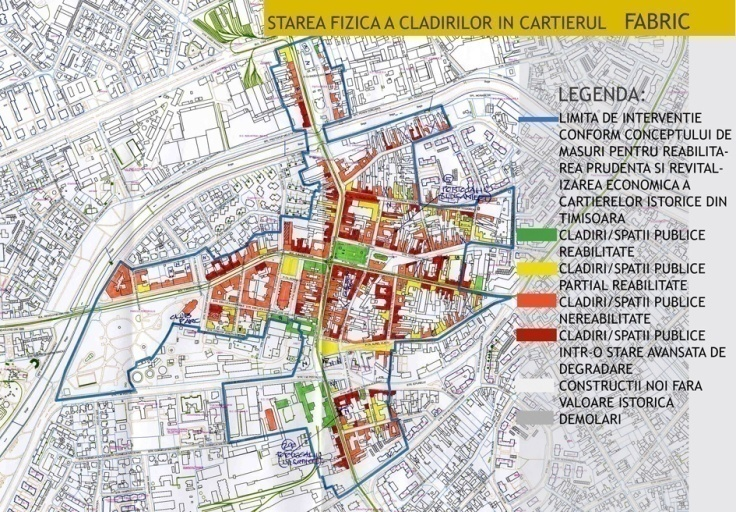 STAREA FIZICA A CLADIRILOR IN CARTIERUL FABRIC
LEGENDA:
LIMITA DE INTERVENTIE
CONFORM CONCEPTULUI DE
MASURI PENTRU REABILITA-
REA PRUDENTA SI REVITAL-
IZAREA ECONOMICA A
CARTIERELOR ISTORICE DIN
TIMISOARA
CLADIRI/SPATII PUBLICE
REABILITATE
CLADIRI/SPATII PUBLICE
PARTIAL REABILITATE
CLADIRI/SPATII PUBLICE
NEREABILITATE
CLADIRI/SPATII PUBLICE
INTR-O STARE AVANSATA DE
DEGRADARE
CONSTRUCTII NOI FARA
VALOARE ISTORICA
DEMOLARI